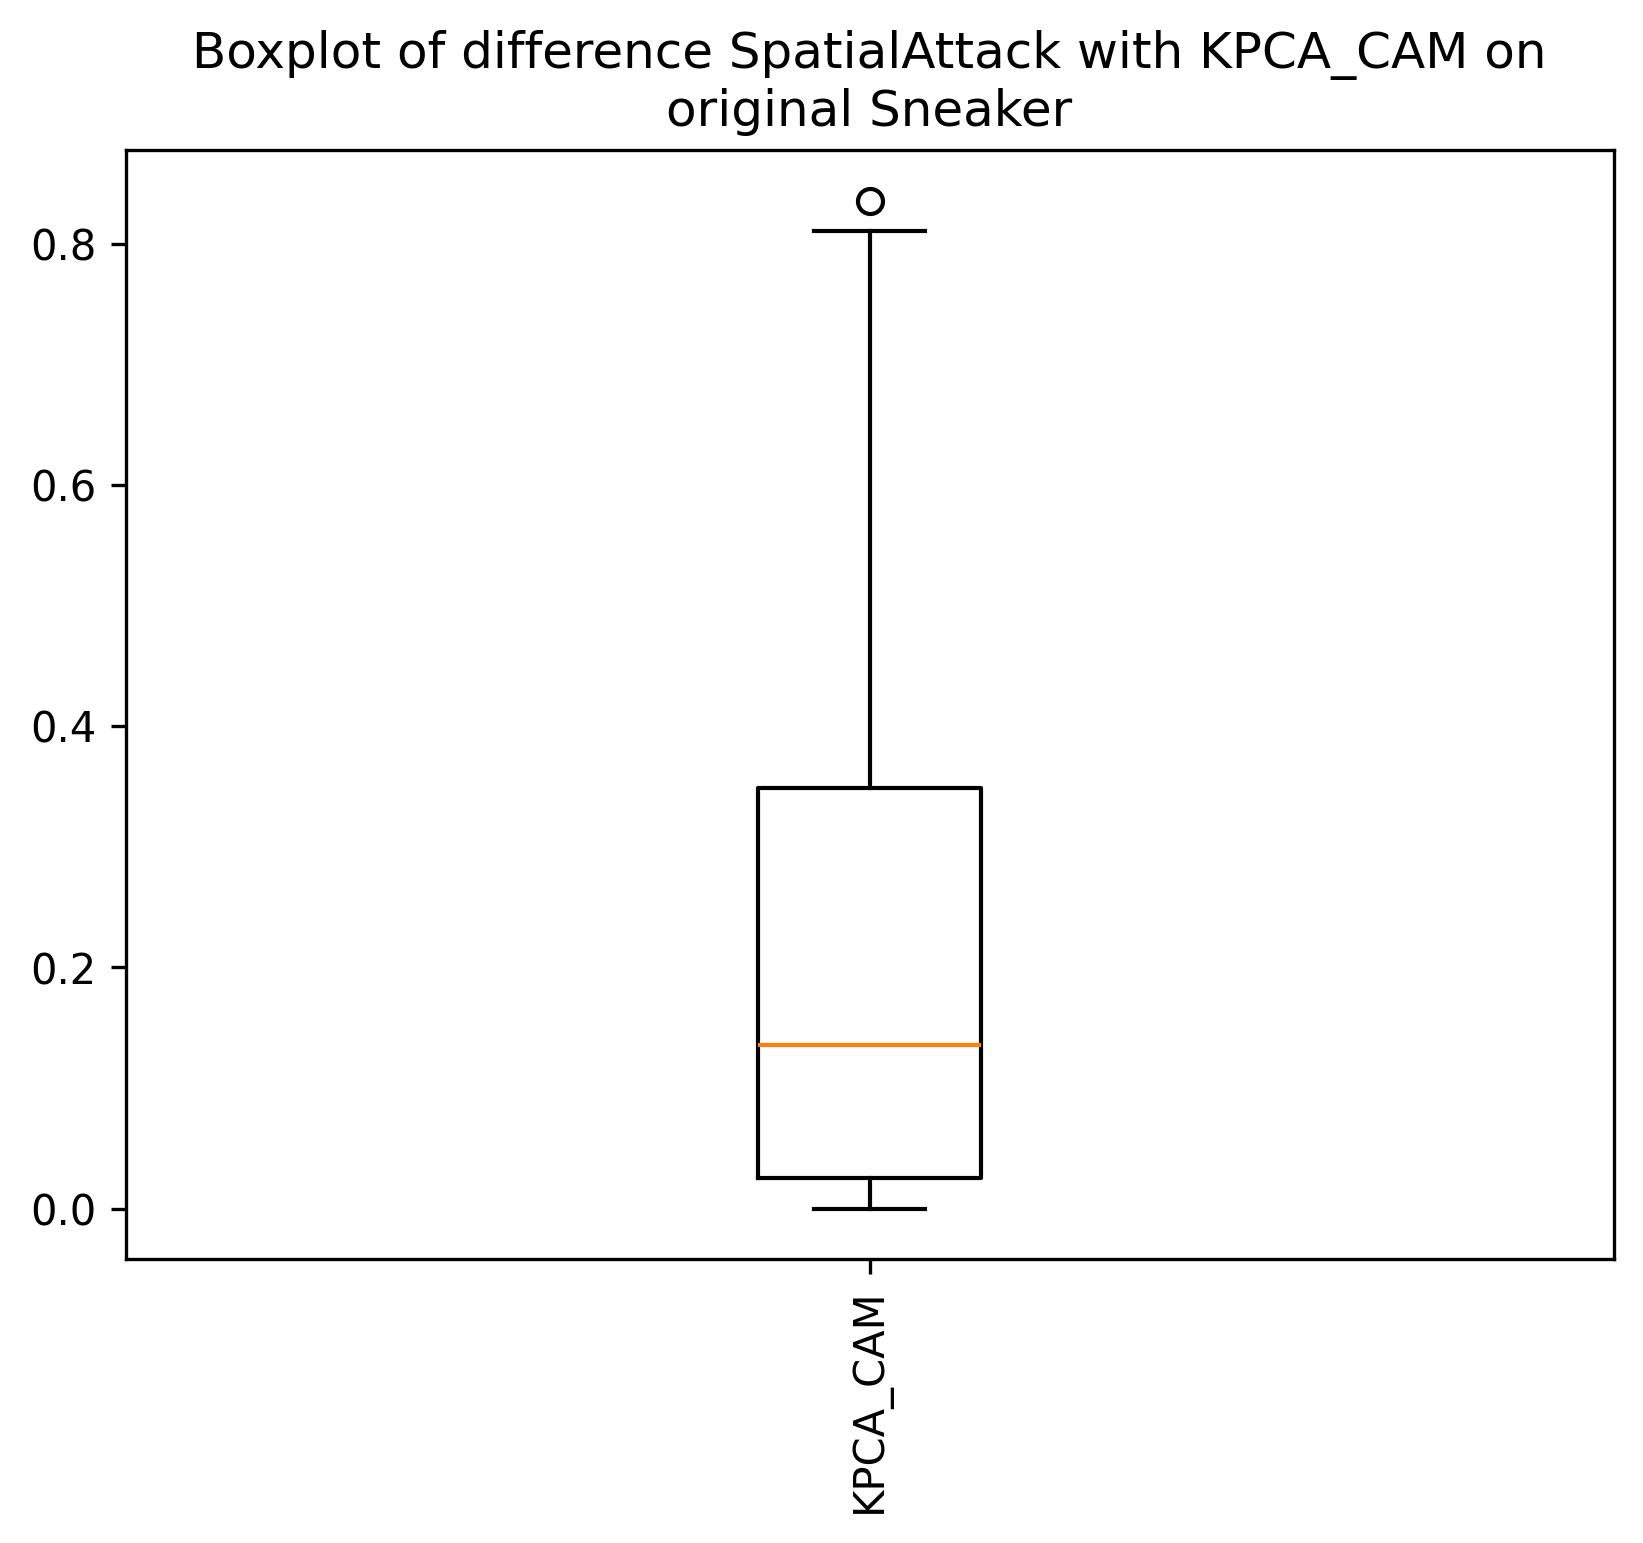 Boxplot of difference SpatialAttack with KPCA_CAM on
original Sneaker
0.8
0.6
0.4
0.2
0.0
KPCA_CAM